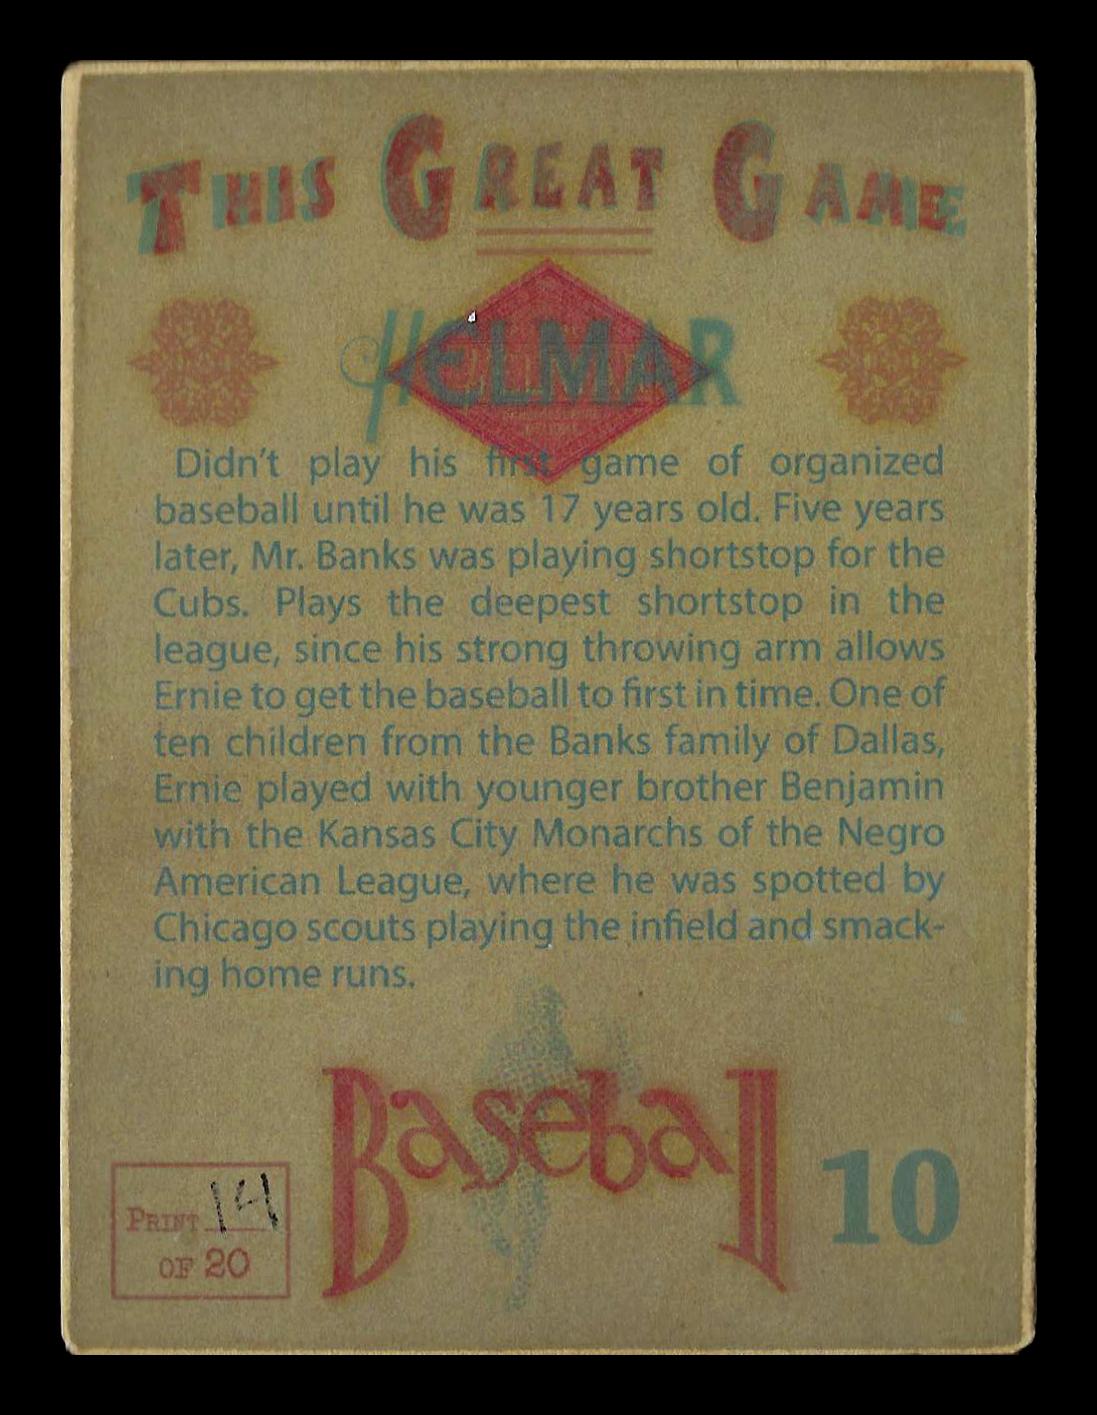 THIS GREAT GAME
HELMAR
Didn't play his first game of organized
baseball until he was 17 years old. Five years
later, Mr. Banks was playing shortstop for the
Cubs. Plays the deepest shortstop in the
league, since his strong throwing arm allows
Ernie to get the baseball to first in time. One of
ten children from the Banks family of Dallas,
Ernie played with younger brother Benjamin
with the Kansas City Monarchs of the Negro
American League, where he was spotted by
Chicago scouts playing the infield and smack-
ing home runs.
Baseball
PRINT 14
OF 20
10